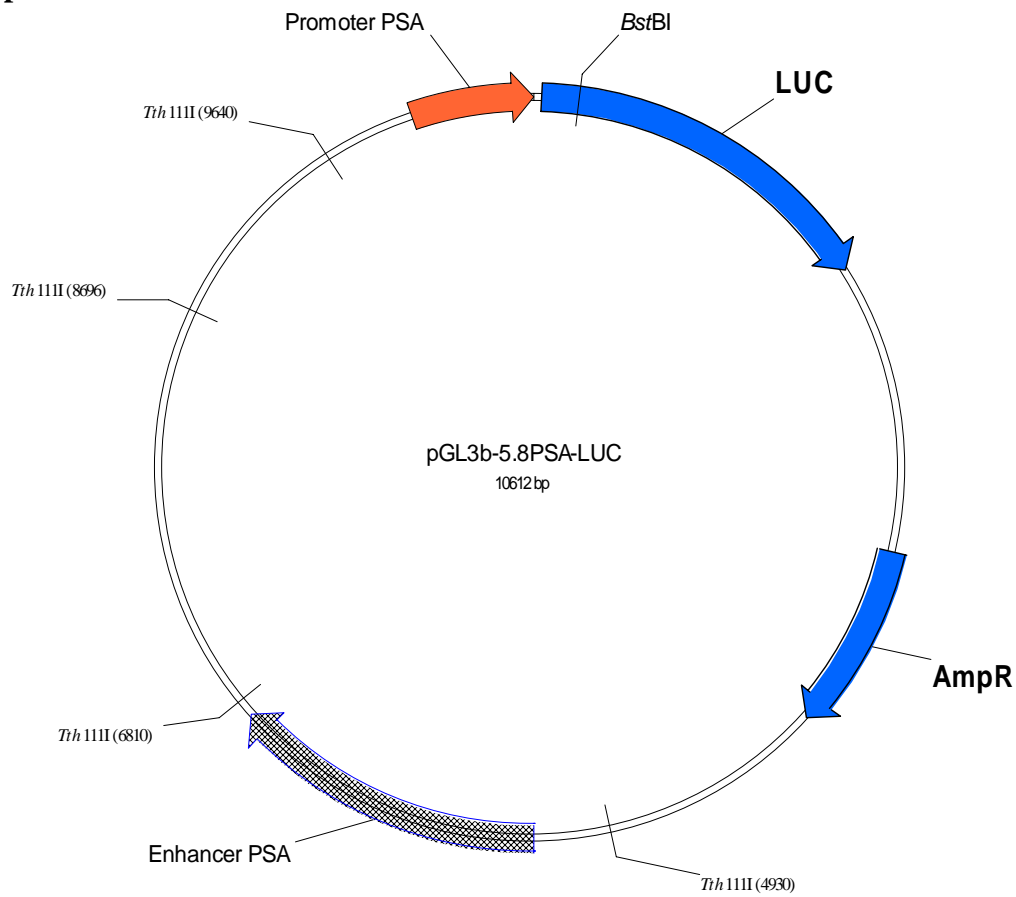 Promoter PSA
BstBI
LUC
Tth111I (9640)
Tth111I (8696)
pGL3b-5.8PSA-LUC
10612 bp
AmpR
Tth111I (6810)
Enhancer PSA
Tth111I (4930)